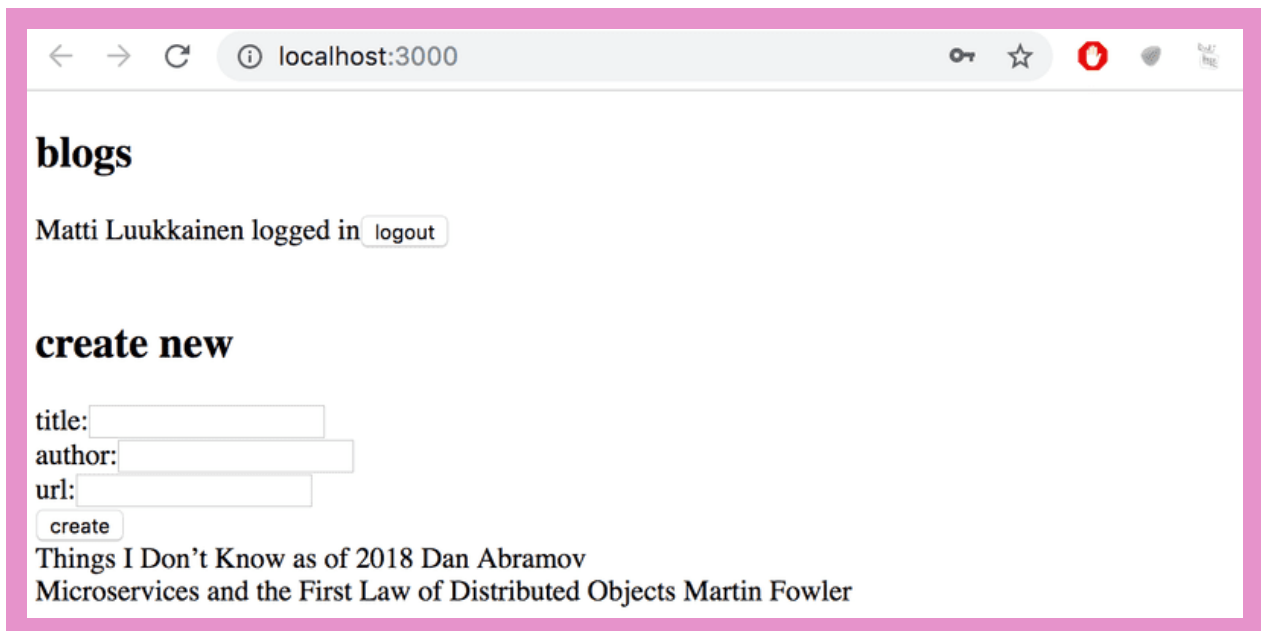 localhost:3000
blogs
Matti Luukkainen logged in logout
create new
title:
author:
url:
create
Things I Don’t Know as of 2018 Dan Abramov
Microservices and the First Law of Distributed Objects Martin Fowler